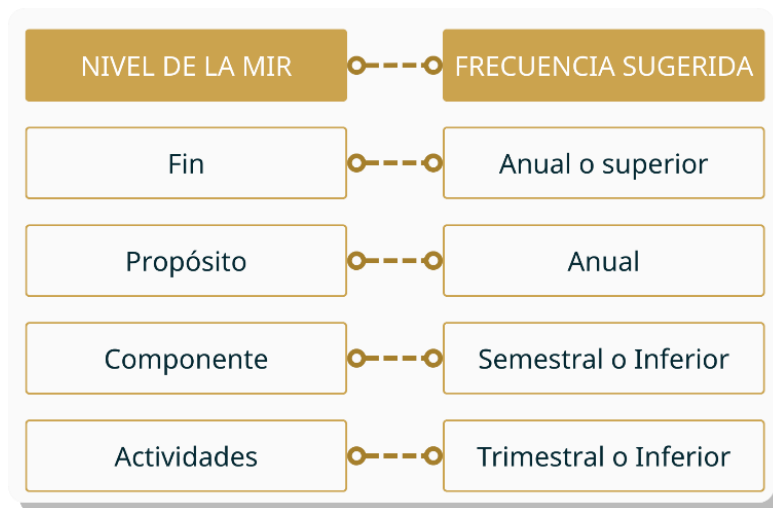 NIVEL DE LA MIR FRECUENCIA SUGERIDA
Fin Anual o superior
Propósito Anual
Componente Semestral o Inferior
Actividades Trimestral o Inferior